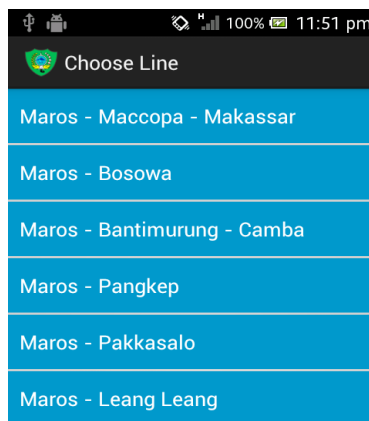 H 100% 11:51 pm
Choose Line
Maros - Maccopa - Makassar
Maros - Bosowa
Maros - Bantimurung - Camba
Maros - Pangkep
Maros - Pakkasalo
Maros - Leang Leang